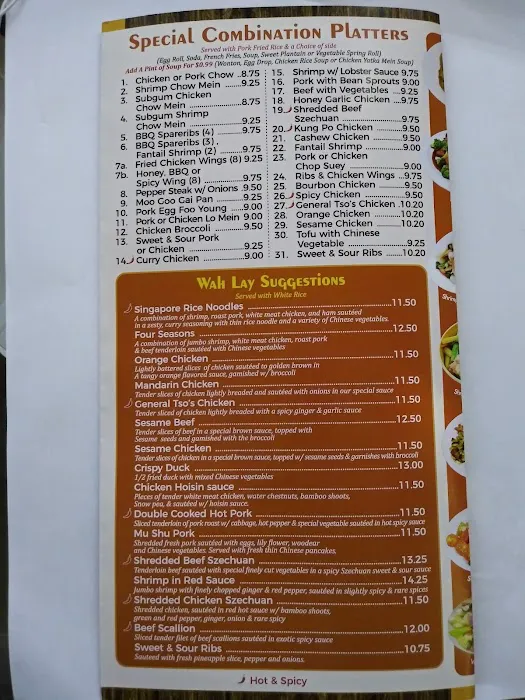 Special Combination Platters
Served with Pork Fried Rice & a Choice of side
(Egg Roll, Soda, French Fries, Soup, Sweet Plantain or Vegetable Spring Roll)
Add A Pint of Soup For $0.99 (Wonton, Egg Drop, Chicken Rice Soup or Chicken Yatka Mein Soup)
1. Chicken or Pork Chow ..8.75
2. Shrimp Chow Mein ..........9.25
3. Subgum Chicken
Chow Mein ..................8.75
4. Subgum Shrimp
Chow Mein ..................9.25
5. BBQ Spareribs (4) ..........9.75
6. BBQ Spareribs (3) ,
Fantail Shrimp (2) .........9.75
7a. Fried Chicken Wings (8) 9.25
7b. Honey, BBQ or
Spicy Wing (8) ..............9.75
8. Pepper Steak w/ Onions .9.50
9. Moo Goo Gai Pan ..........9.25
10. Pork Egg Foo Young ......9.00
11. Pork or Chicken Lo Mein 9.00
12. Chicken Broccoli ...........9.50
13. Sweet & Sour Pork
or Chicken ...................9.25
14. Curry Chicken ...............9.00
15. Shrimp w/ Lobster Sauce 9.75
16. Pork with Bean Sprouts 9.00
17. Beef with Vegetables ...9.25
18. Honey Garlic Chicken ...9.75
19. Shredded Beef
Szechuan ...................9.75
20. Kung Po Chicken .........9.50
21. Cashew Chicken ..........9.50
22. Fantail Shrimp ..............9.00
23. Pork or Chicken
Chop Suey ..................9.00
24. Ribs & Chicken Wings ...9.75
25. Bourbon Chicken .........9.50
26. Spicy Chicken ..............9.50
27. General Tso's Chicken .10.20
28. Orange Chicken ..........10.20
29. Sesame Chicken .........10.20
30. Tofu with Chinese
Vegetable ...................9.25
31. Sweet & Sour Ribs ......10.20
Wah Lay Suggestions
Served with White Rice
Singapore Rice Noodles ..........11.50
A combination of shrimp, roast pork, white meat chicken, and ham sautéed
in a zesty, curry seasoning with thin rice noodle and a variety of Chinese vegetables.
Four Seasons ..........12.50
A combination of jumbo shrimp, white meat chicken, roast pork
& beef tenderloin sautéed with Chinese vegetables
Orange Chicken ..........11.50
Lightly battered slices of chicken sautéed to golden brown in
A tangy orange flavored sauce, garnished w/ broccoli
Mandarin Chicken ..........11.50
Tender slices of chicken lightly breaded and sautéed with onions in our special sauce
General Tso's Chicken ..........11.50
Tender sliced of chicken lightly breaded with a spicy ginger & garlic sauce
Sesame Beef ..........12.50
Tender slices of beef in a special brown sauce, topped with
Sesame seeds and garnished with the broccoli
Sesame Chicken ..........11.50
Tender slices of chicken in a special brown sauce, topped w/ sesame seeds & garnishes with broccoli
Crispy Duck ..........13.00
1/2 fried duck with mixed Chinese vegetables
Chicken Hoisin sauce ..........11.50
Pieces of tender white meat chicken, water chestnuts, bamboo shoots,
Snow pea, & sautéed w/ hoisin sauce.
Double Cooked Hot Pork ..........11.50
Sliced tenderloin of pork roast w/ cabbage, hot pepper & special vegetable sautéed in hot spicy sauce
Mu Shu Pork ..........11.50
Shredded fresh pork sautéed with eggs, lily flower, woodear
and Chinese vegetables. Served with fresh thin Chinese pancakes.
Shredded Beef Szechuan ..........13.25
Tenderloin beef sautéed with special finely cut vegetables in a spicy Szechuan sweet & sour sauce
Shrimp in Red Sauce ..........14.25
Jumbo shrimp with finely chopped ginger & red pepper, sautéed in slightly spicy & rare spices
Shredded Chicken Szechuan ..........11.50
Shredded chicken, sautéed in red hot sauce w/ bamboo shoots,
green and red pepper, ginger, onion & rare spicy
Beef Scallion ..........12.00
Sliced tender filet of beef scallions sautéed in exotic spicy sauce
Sweet & Sour Ribs ..........10.75
Sauteed with fresh pineapple slice, pepper and onions.
Hot & Spicy